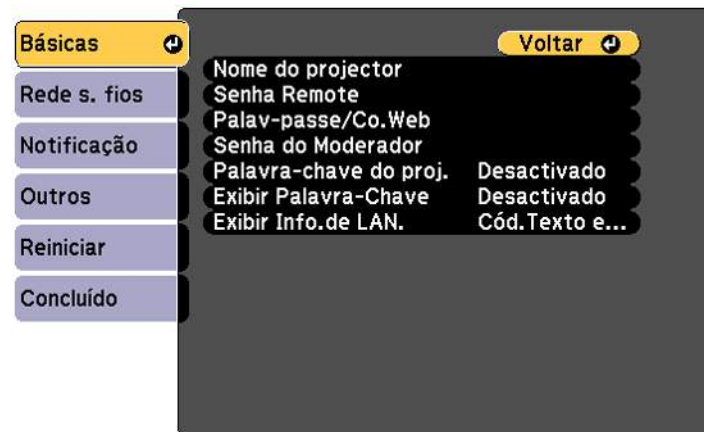 Básicas
Rede s. fios
Notificação
Outros
Reiniciar
Concluído
Voltar
Nome do projector
Senha Remote
Palav-passe/Co.Web
Senha do Moderador
Palavra-chave do proj. Desactivado
Exibir Palavra-Chave Desactivado
Exibir Info.de LAN. Cód.Texto e...